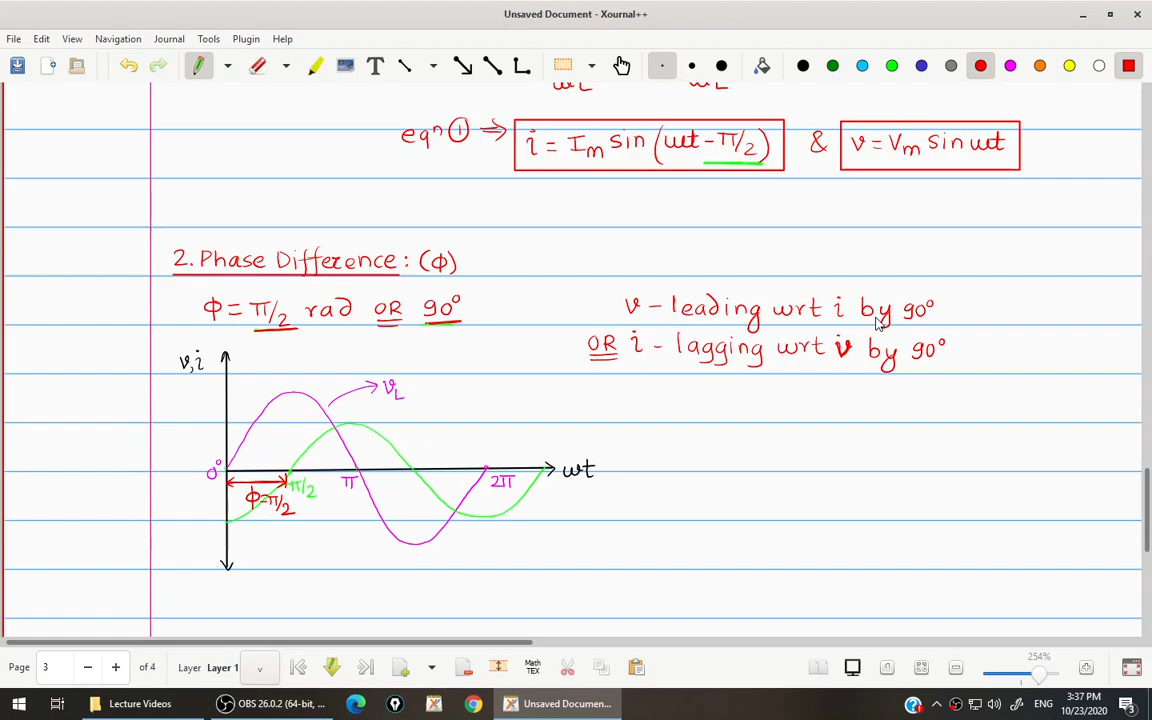 Unsaved Document - Xournal++
File Edit View Navigation Journal Tools Plugin Help
ωL ωL
eqⁿ ① ⇒ i = Im sin (ωt - π/2) & v = Vm sin ωt
2. Phase Difference : (φ)
φ = π/2 rad OR 90°
v - leading wrt i by 90°
OR i - lagging wrt v by 90°
v,i
vL
0° π/2 π 2π ωt
φ=π/2
Page 3 of 4 Layer Layer 1 Math TEX 254%
Lecture Videos OBS 26.0.2 (64-bit, ... Unsaved Documen... ENG 3:37 PM
10/23/2020 3